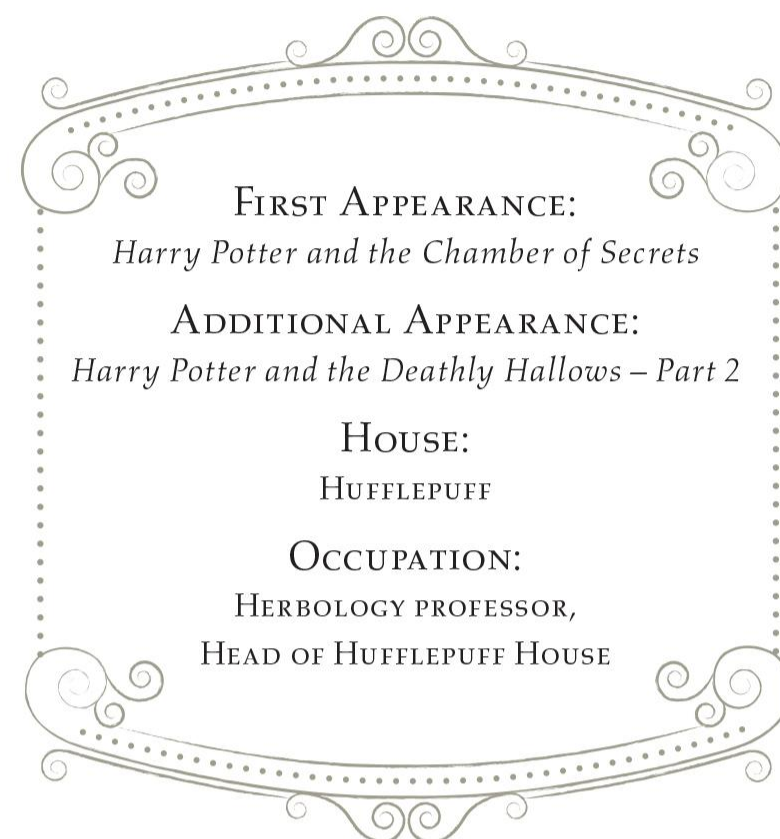 First Appearance:
Harry Potter and the Chamber of Secrets
Additional Appearance:
Harry Potter and the Deathly Hallows – Part 2
House:
Hufflepuff
Occupation:
Herbology professor,
Head of Hufflepuff House